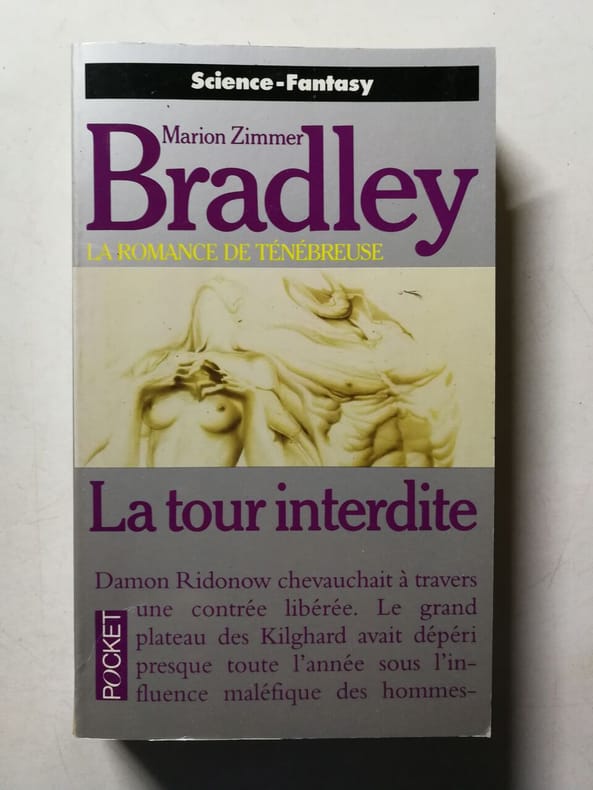 Science-Fantasy
Marion Zimmer
Bradley
LA ROMANCE DE TÉNÉBREUSE
La tour interdite
Damon Ridonow chevauchait à travers
une contrée libérée. Le grand
plateau des Kilghard avait dépéri
presque toute l'année sous l'in-
fluence maléfique des hommes-
POCKET